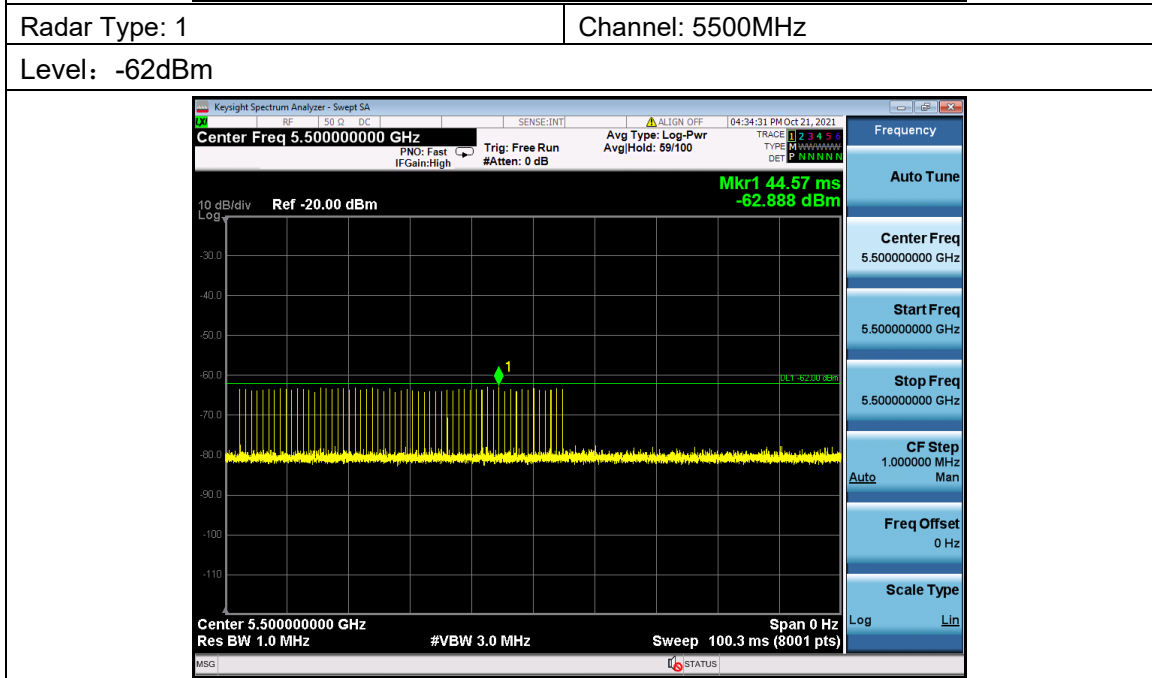 Radar Type: 1
Channel: 5500MHz
Level：-62dBm
Keysight Spectrum Analyzer - Swept SA
LXI RF 50 Ω DC SENSE:INT ALIGN OFF 04:34:31 PM Oct 21, 2021
Center Freq 5.500000000 GHz
PNO: Fast
IFGain:High
Trig: Free Run
#Atten: 0 dB
Avg Type: Log-Pwr
Avg|Hold: 59/100
TRACE 1 2 3 4 5 6
TYPE M WWWWW
DET P N N N N N
Mkr1 44.57 ms
-62.888 dBm
10 dB/div Ref -20.00 dBm
Log
-30.0
-40.0
-50.0
-60.0
-70.0
-80.0
-90.0
-100
-110
1
DL1 -62.00 dBm
Center 5.500000000 GHz Span 0 Hz
Res BW 1.0 MHz #VBW 3.0 MHz Sweep 100.3 ms (8001 pts)
MSG STATUS
Frequency
Auto Tune
Center Freq
5.500000000 GHz
Start Freq
5.500000000 GHz
Stop Freq
5.500000000 GHz
CF Step
1.000000 MHz
Auto Man
Freq Offset
0 Hz
Scale Type
Log Lin